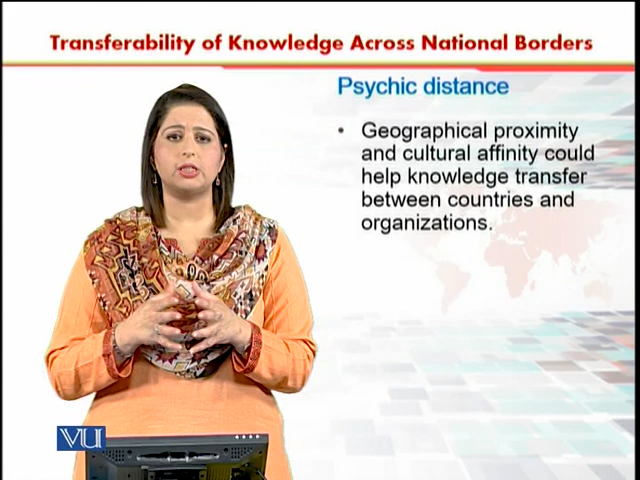 Transferability of Knowledge Across National Borders
Psychic distance
• Geographical proximity
and cultural affinity could
help knowledge transfer
between countries and
organizations.
VU